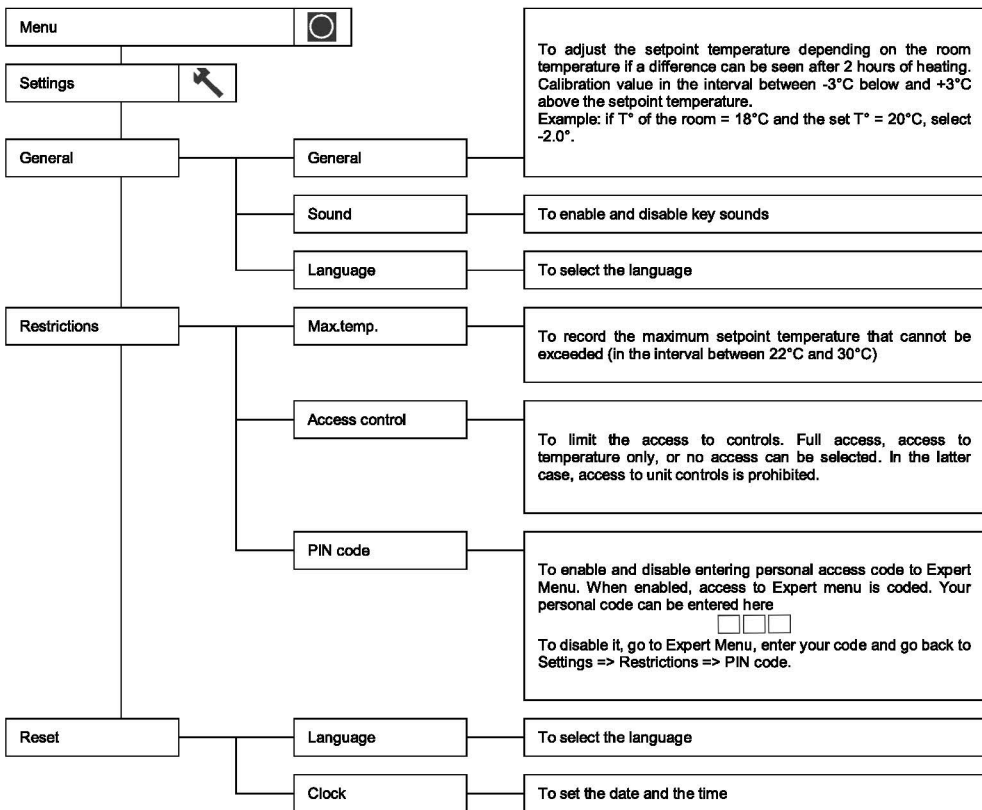 Menu
Settings
To adjust the setpoint temperature depending on the room
temperature if a difference can be seen after 2 hours of heating.
Calibration value in the interval between -3°C below and +3°C
above the setpoint temperature.
Example: if T° of the room = 18°C and the set T° = 20°C, select
-2.0°.
General
General
Sound
To enable and disable key sounds
Language
To select the language
Restrictions
Max.temp.
To record the maximum setpoint temperature that cannot be
exceeded (in the interval between 22°C and 30°C)
Access control
To limit the access to controls. Full access, access to
temperature only, or no access can be selected. In the latter
case, access to unit controls is prohibited.
PIN code
To enable and disable entering personal access code to Expert
Menu. When enabled, access to Expert menu is coded. Your
personal code can be entered here
To disable it, go to Expert Menu, enter your code and go back to
Settings => Restrictions => PIN code.
Reset
Language
To select the language
Clock
To set the date and the time